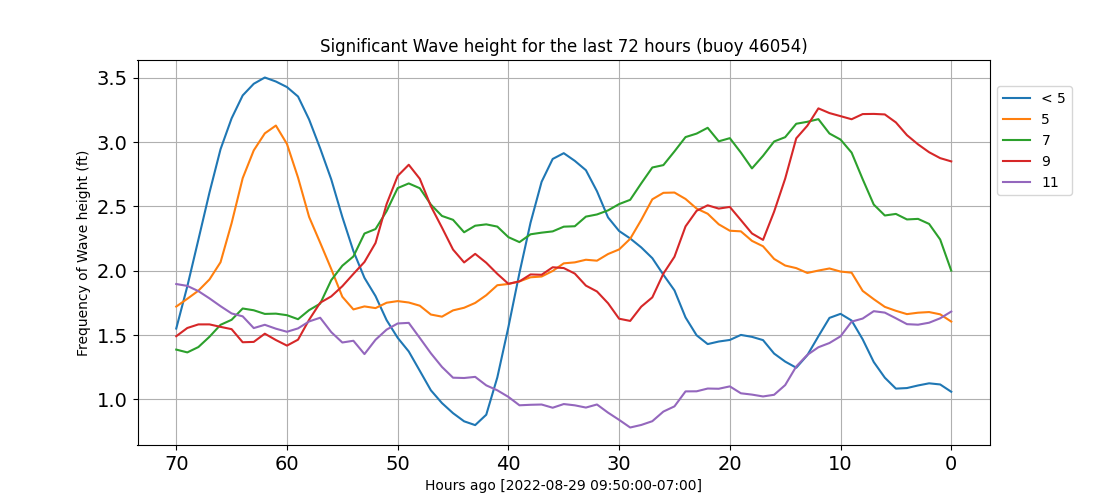 Significant Wave height for the last 72 hours (buoy 46054)
Frequency of Wave height (ft)
3.5
3.0
2.5
2.0
1.5
1.0
70 60 50 40 30 20 10 0
Hours ago [2022-08-29 09:50:00-07:00]
< 5
5
7
9
11